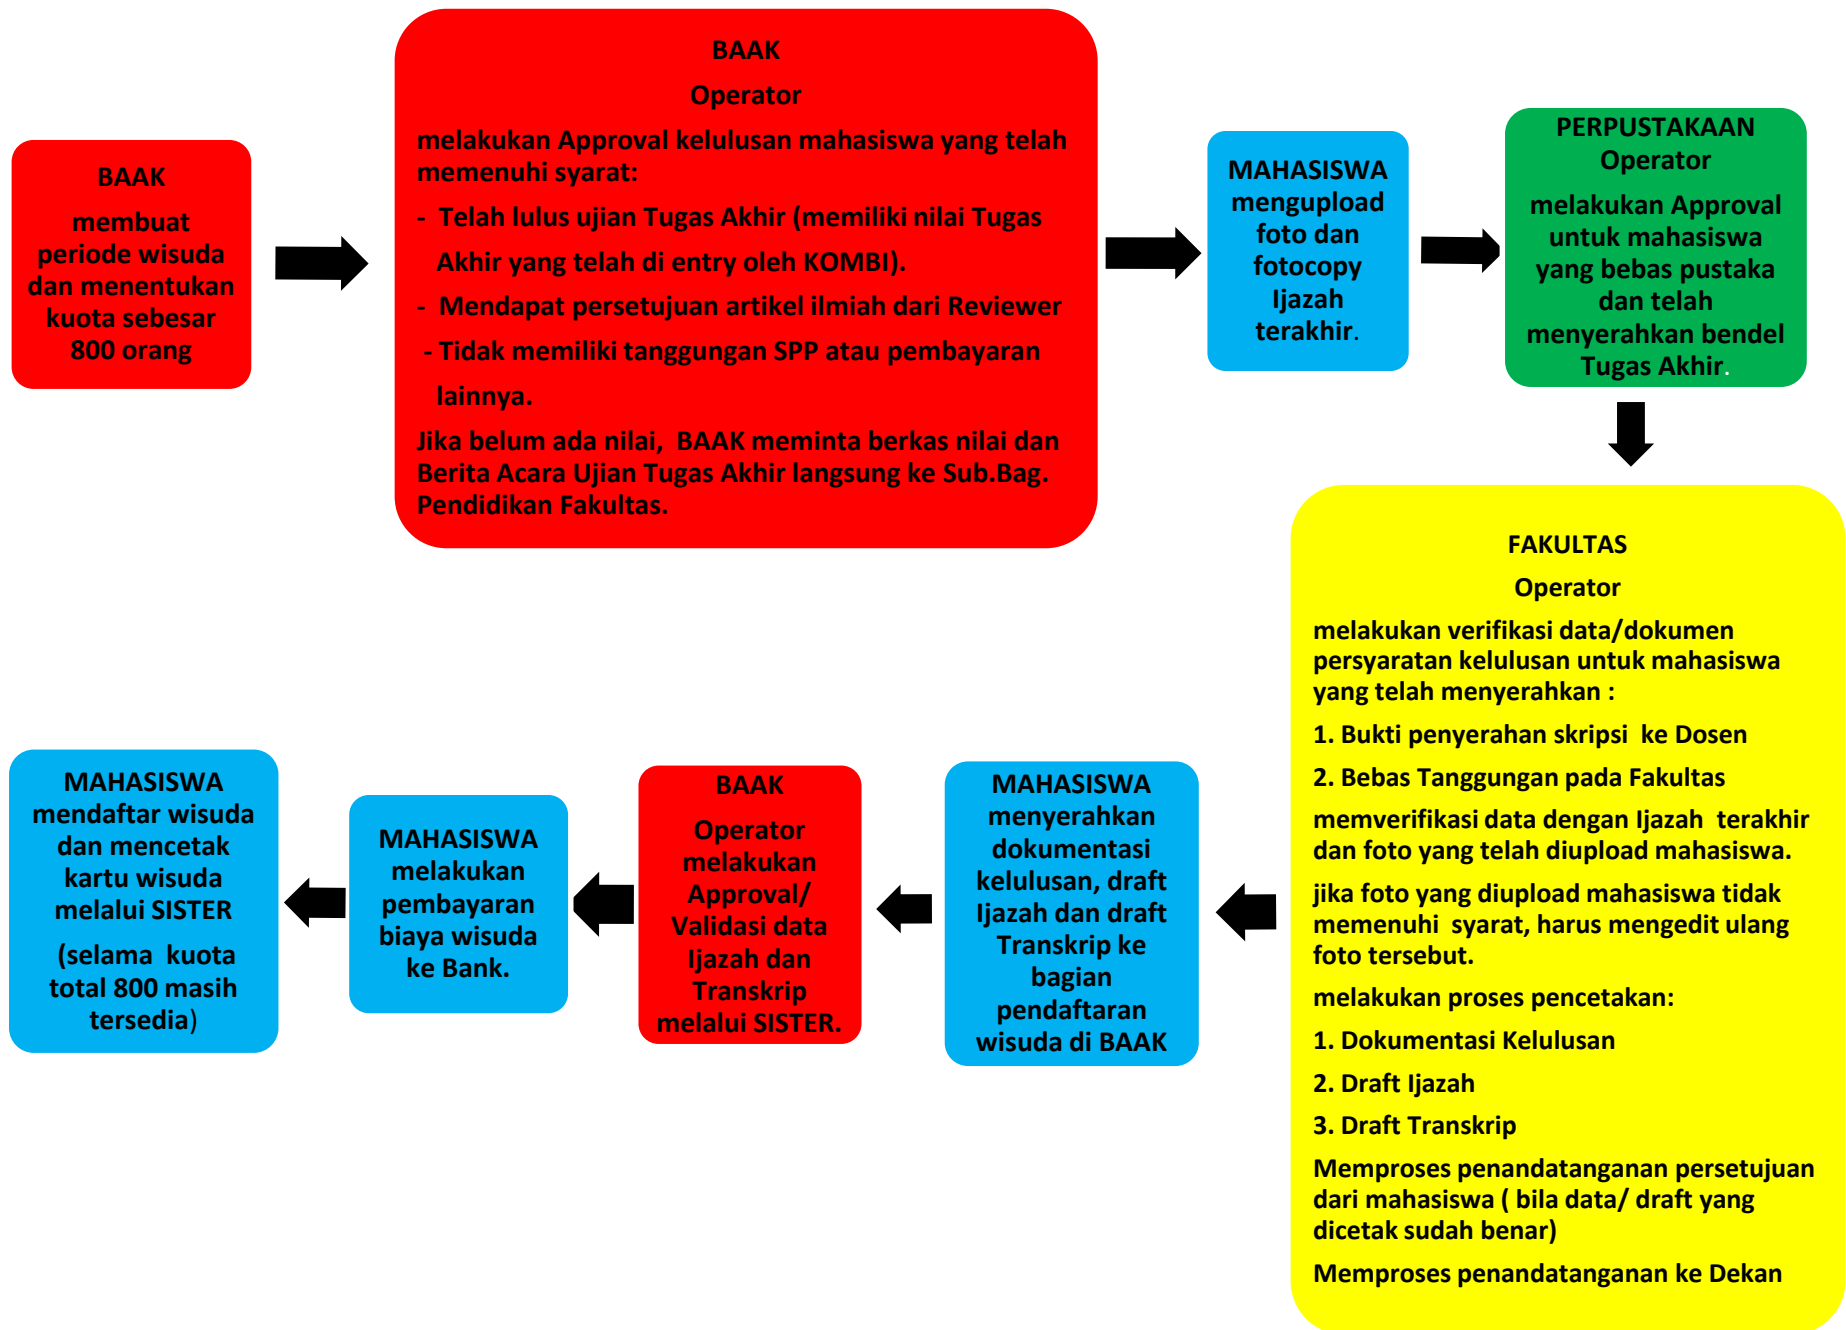 BAAK
membuat
periode wisuda
dan menentukan
kuota sebesar
800 orang
BAAK
Operator
melakukan Approval kelulusan mahasiswa yang telah
memenuhi syarat:
- Telah lulus ujian Tugas Akhir (memiliki nilai Tugas
Akhir yang telah di entry oleh KOMBI).
- Mendapat persetujuan artikel ilmiah dari Reviewer
- Tidak memiliki tanggungan SPP atau pembayaran
lainnya.
Jika belum ada nilai, BAAK meminta berkas nilai dan
Berita Acara Ujian Tugas Akhir langsung ke Sub.Bag.
Pendidikan Fakultas.
MAHASISWA
mengupload
foto dan
fotocopy
Ijazah
terakhir.
PERPUSTAKAAN
Operator
melakukan Approval
untuk mahasiswa
yang bebas pustaka
dan telah
menyerahkan bendel
Tugas Akhir.
FAKULTAS
Operator
melakukan verifikasi data/dokumen
persyaratan kelulusan untuk mahasiswa
yang telah menyerahkan :
1. Bukti penyerahan skripsi ke Dosen
2. Bebas Tanggungan pada Fakultas
memverifikasi data dengan Ijazah terakhir
dan foto yang telah diupload mahasiswa.
jika foto yang diupload mahasiswa tidak
memenuhi syarat, harus mengedit ulang
foto tersebut.
melakukan proses pencetakan:
1. Dokumentasi Kelulusan
2. Draft Ijazah
3. Draft Transkrip
Memproses penandatanganan persetujuan
dari mahasiswa ( bila data/ draft yang
dicetak sudah benar)
Memproses penandatanganan ke Dekan
MAHASISWA
menyerahkan
dokumentasi
kelulusan, draft
Ijazah dan draft
Transkrip ke
bagian
pendaftaran
wisuda di BAAK
BAAK
Operator
melakukan
Approval/
Validasi data
Ijazah dan
Transkrip
melalui SISTER.
MAHASISWA
melakukan
pembayaran
biaya wisuda
ke Bank.
MAHASISWA
mendaftar wisuda
dan mencetak
kartu wisuda
melalui SISTER
(selama kuota
total 800 masih
tersedia)